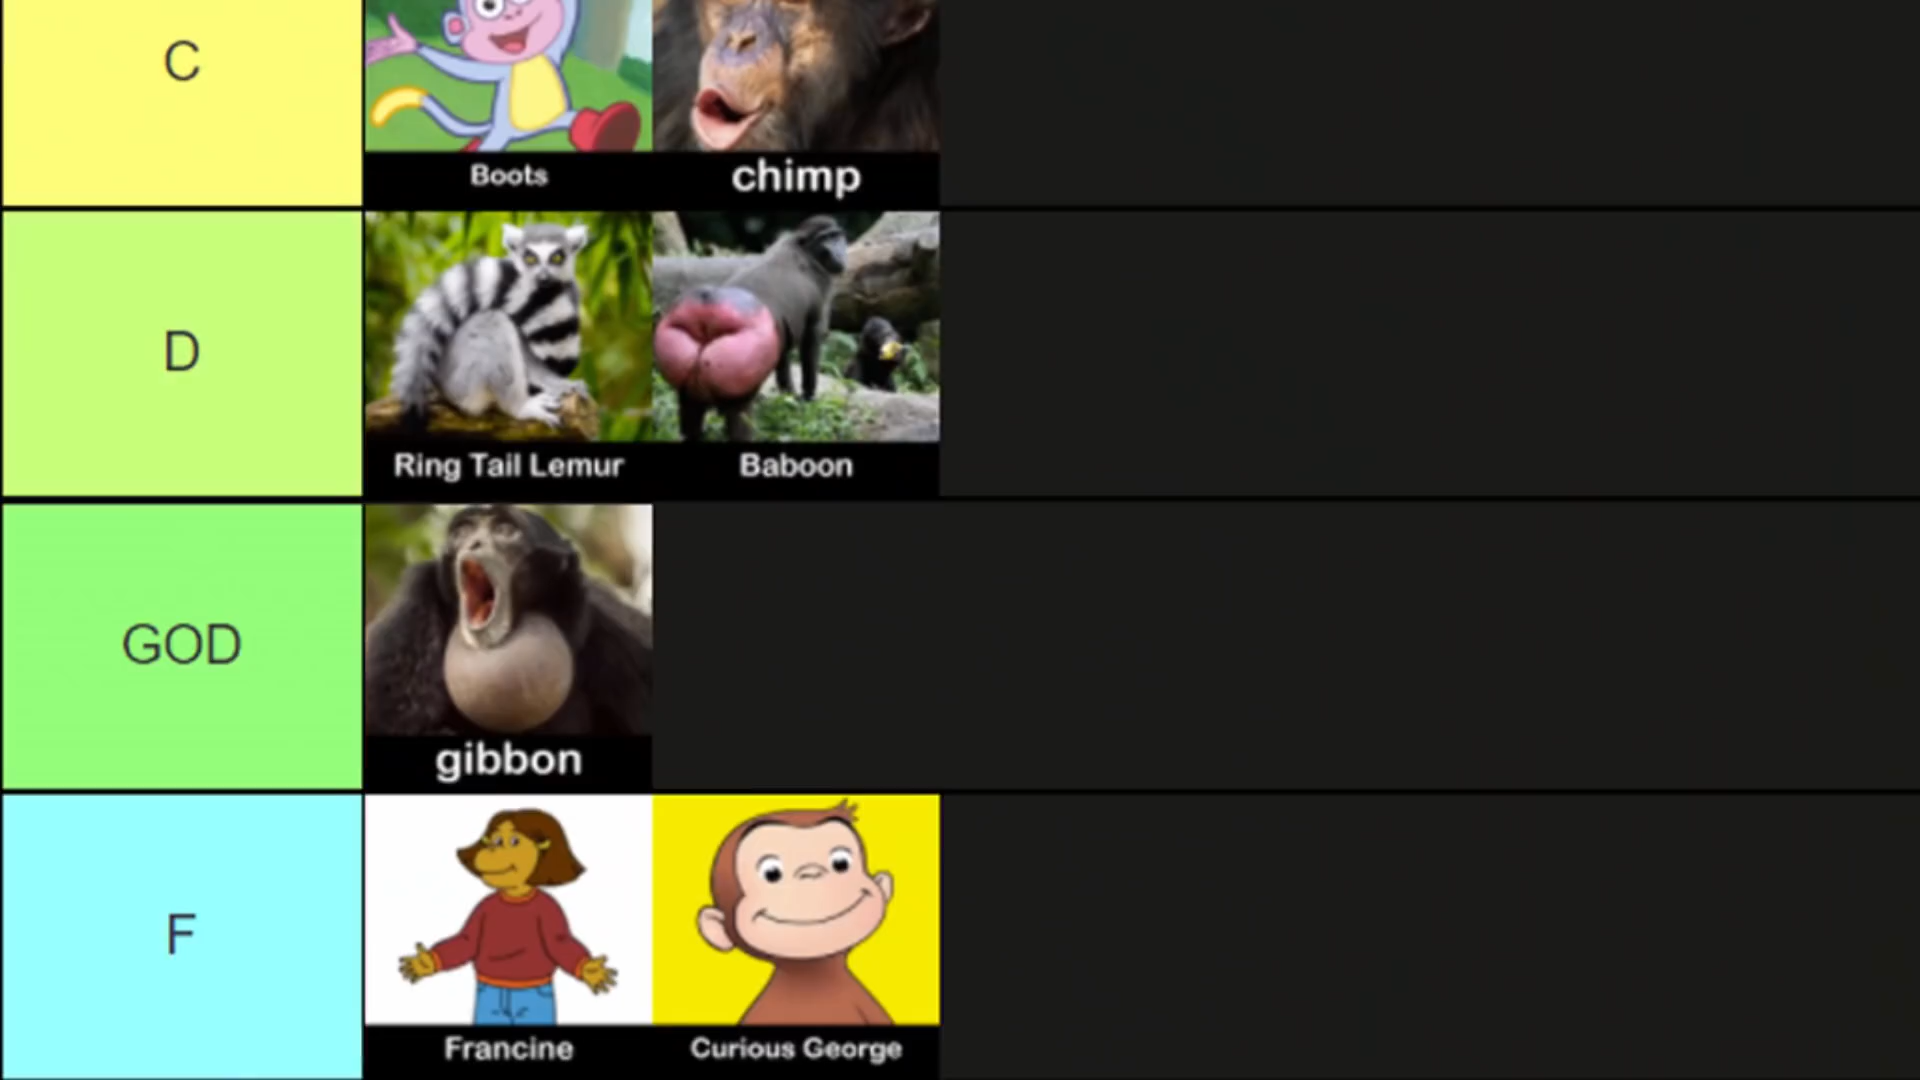 C
Boots
chimp
D
Ring Tail Lemur
Baboon
GOD
gibbon
F
Francine
Curious George